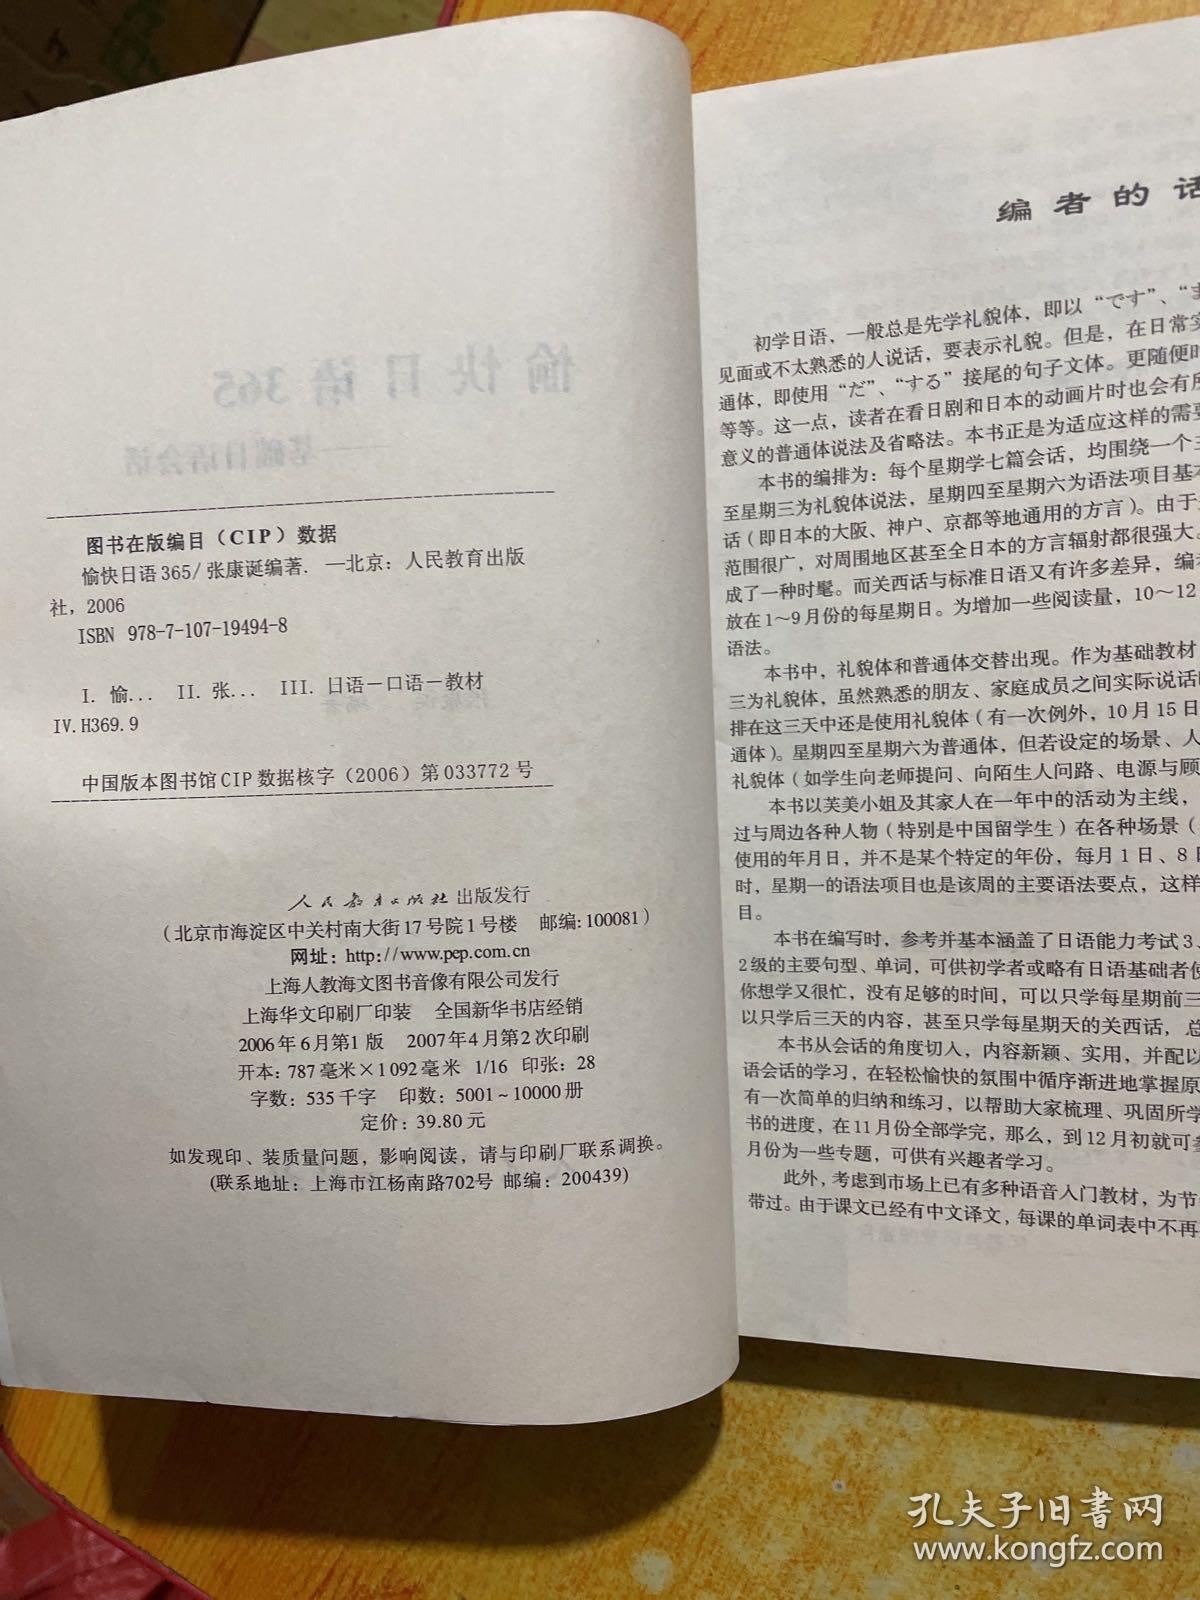 图书在版编目（CIP）数据
愉快日语365/张康诞编著. —北京：人民教育出版
社，2006
ISBN 978-7-107-19494-8
I. 愉... II. 张... III. 日语－口语－教材
IV. H369.9
中国版本图书馆CIP数据核字（2006）第033772号
人民教育出版社 出版发行
（北京市海淀区中关村南大街17号院1号楼 邮编:100081）
网址：http://www.pep.com.cn
上海人教海文图书音像有限公司发行
上海华文印刷厂印装 全国新华书店经销
2006年6月第1版 2007年4月第2次印刷
开本：787毫米×1092毫米 1/16 印张：28
字数：535千字 印数：5001～10000册
定价：39.80元
如发现印、装质量问题，影响阅读，请与印刷厂联系调换。
(联系地址：上海市江杨南路702号 邮编：200439)
编者的话
初学日语，一般总是先学礼貌体，即以“です”、“ま
见面或不太熟悉的人说话，要表示礼貌。但是，在日常实
通体，即使用“だ”、“する”接尾的句子文体。更随便时
等等。这一点，读者在看日剧和日本的动画片时也会有所
意义的普通体说法及省略法。本书正是为适应这样的需要
本书的编排为：每个星期学七篇会话，均围绕一个主
至星期三为礼貌体说法，星期四至星期六为语法项目基本
话（即日本的大阪、神户、京都等地通用的方言）。由于
范围很广，对周围地区甚至全日本的方言辐射都很强大。
成了一种时髦。而关西话与标准日语又有许多差异，编者
放在1～9月份的每星期日。为增加一些阅读量，10～12
语法。
本书中，礼貌体和普通体交替出现。作为基础教材，
三为礼貌体，虽然熟悉的朋友、家庭成员之间实际说话时
排在这三天中还是使用礼貌体（有一次例外，10月15日
通体）。星期四至星期六为普通体，但若设定的场景、人
礼貌体（如学生向老师提问、向陌生人问路、电源与顾
本书以芙美小姐及其家人在一年中的活动为主线，
过与周边各种人物（特别是中国留学生）在各种场景（
使用的年月日，并不是某个特定的年份，每月1日、8日
时，星期一的语法项目也是该周的主要语法要点，这样
目。
本书在编写时，参考并基本涵盖了日语能力考试3、
2级的主要句型、单词，可供初学者或略有日语基础者使
你想学又很忙，没有足够的时间，可以只学每星期前三
以只学后三天的内容，甚至只学每星期天的关西话，总
本书从会话的角度切入，内容新颖、实用，并配以
语会话的学习，在轻松愉快的氛围中循序渐进地掌握原
有一次简单的归纳和练习，以帮助大家梳理、巩固所学
书的进度，在11月份全部学完，那么，到12月初就可参
月份为一些专题，可供有兴趣者学习。
此外，考虑到市场上已有多种语音入门教材，为节
带过。由于课文已经有中文译文，每课的单词表中不再
孔夫子旧书网
www.kongfz.com